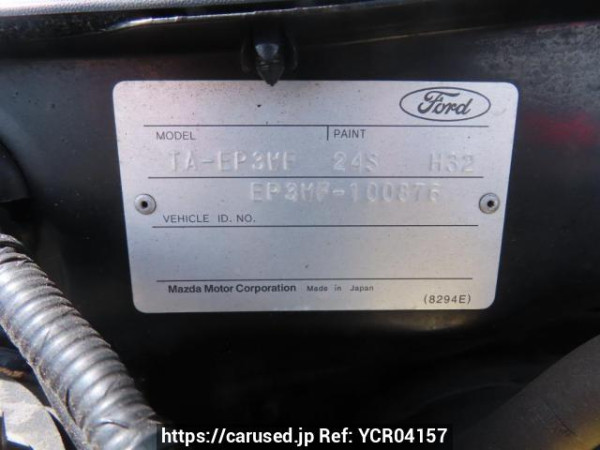 Ford
MODEL PAINT
TA-EP3WF 24S H32
EP3WF-100676
VEHICLE ID. NO.
Mazda Motor Corporation Made in Japan
(8294E)
https://carused.jp Ref: YCR04157